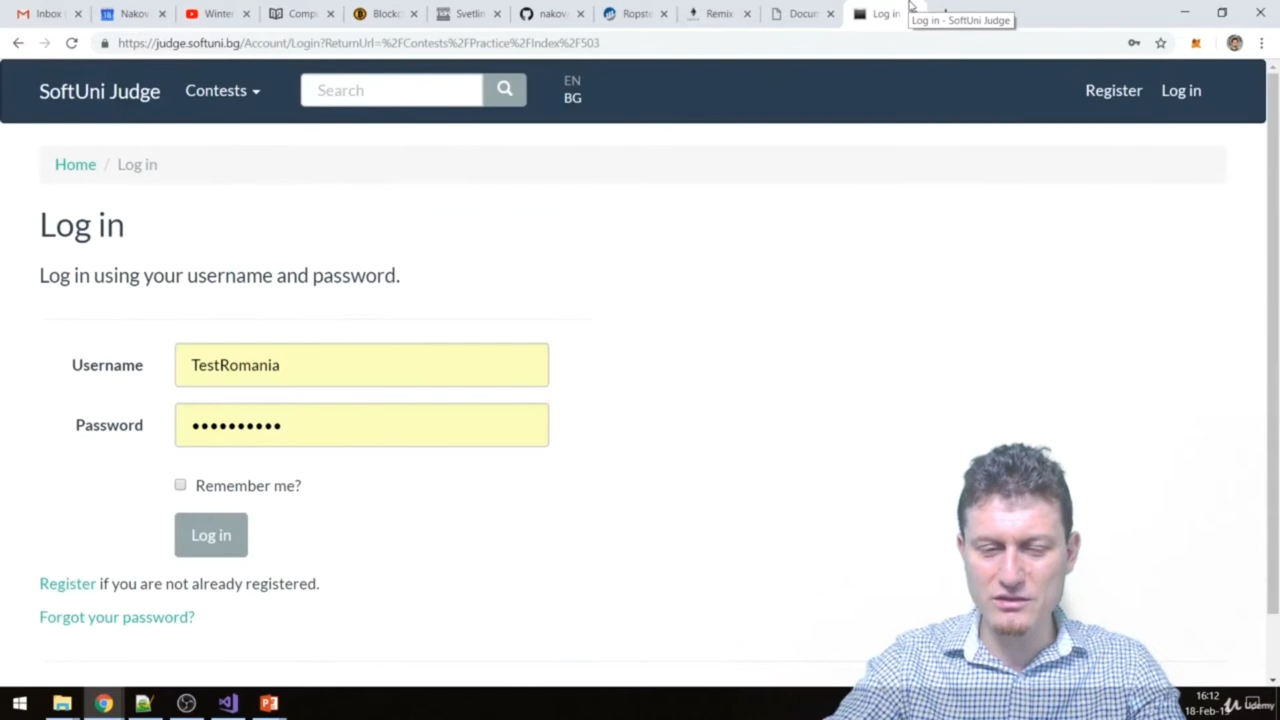 Inbox
Nakov
Winter
Comp
Blockc
Svetlin
nakov
Ropste
Remix
Docum
Log in
Log in - SoftUni Judge
https://judge.softuni.bg/Account/Login?ReturnUrl=%2FContests%2FPractice%2FIndex%2F503
SoftUni Judge
Contests
Search
EN
BG
Register
Log in
Home / Log in
Log in
Log in using your username and password.
Username
TestRomania
Password
Remember me?
Log in
Register if you are not already registered.
Forgot your password?
16:12
18-Feb-1
Udemy